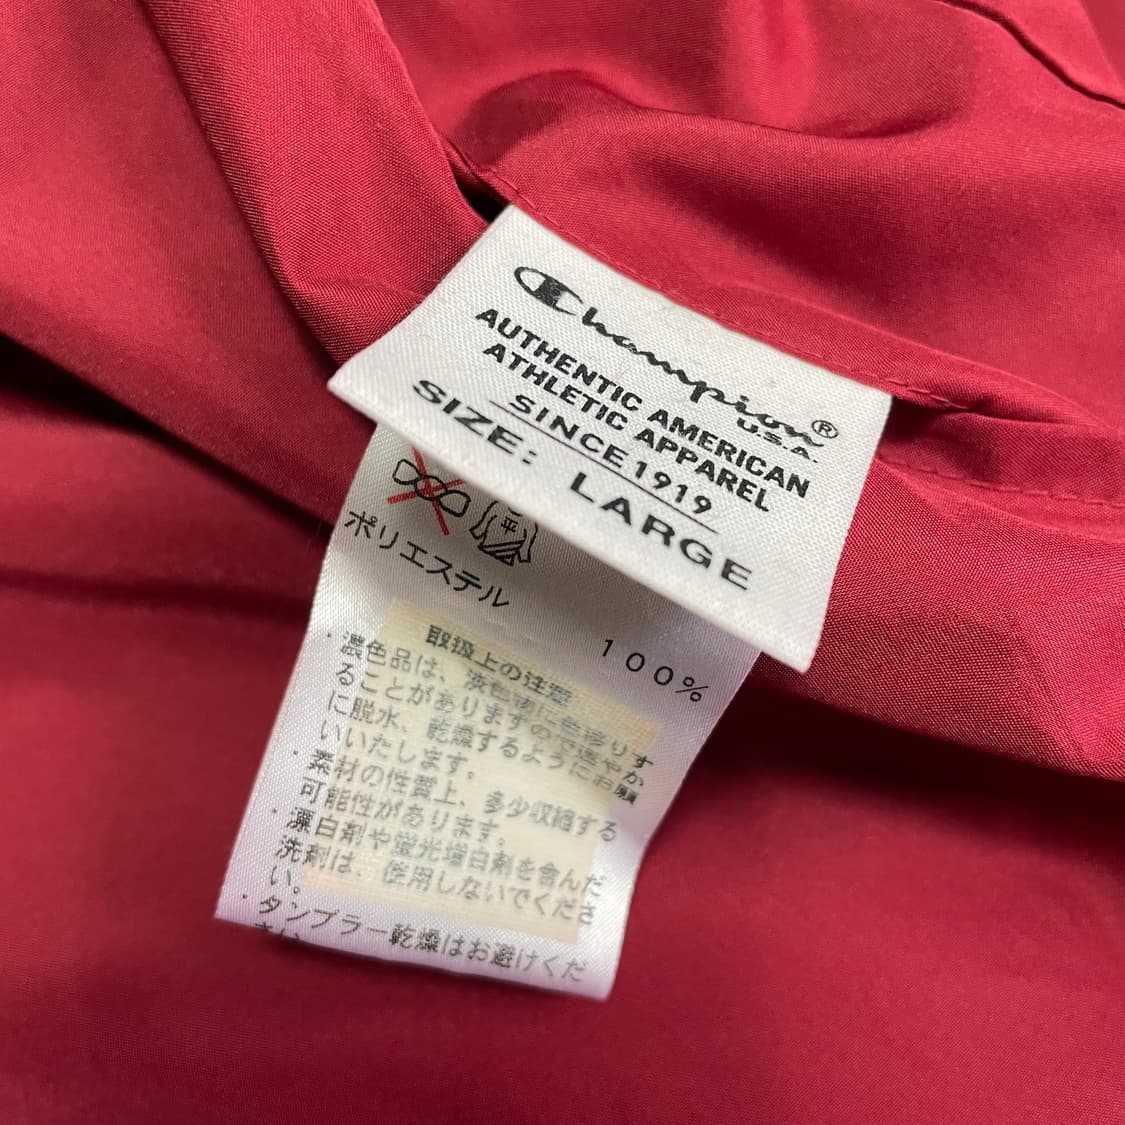 Champion®
U.S.A.
AUTHENTIC AMERICAN
ATHLETIC APPAREL
SINCE 1919
SIZE: LARGE
平
ポリエステル 100%
取扱上の注意
・濃色品は、淡色物に色移りす
ることがありますので速やか
に脱水、乾燥するようにお願
いいたします。
・素材の性質上、多少収縮する
可能性があります。
・漂白剤や蛍光増白剤を含んだ
洗剤は、使用しないでくださ
い。
・タンブラー乾燥はお避けくだ
さい